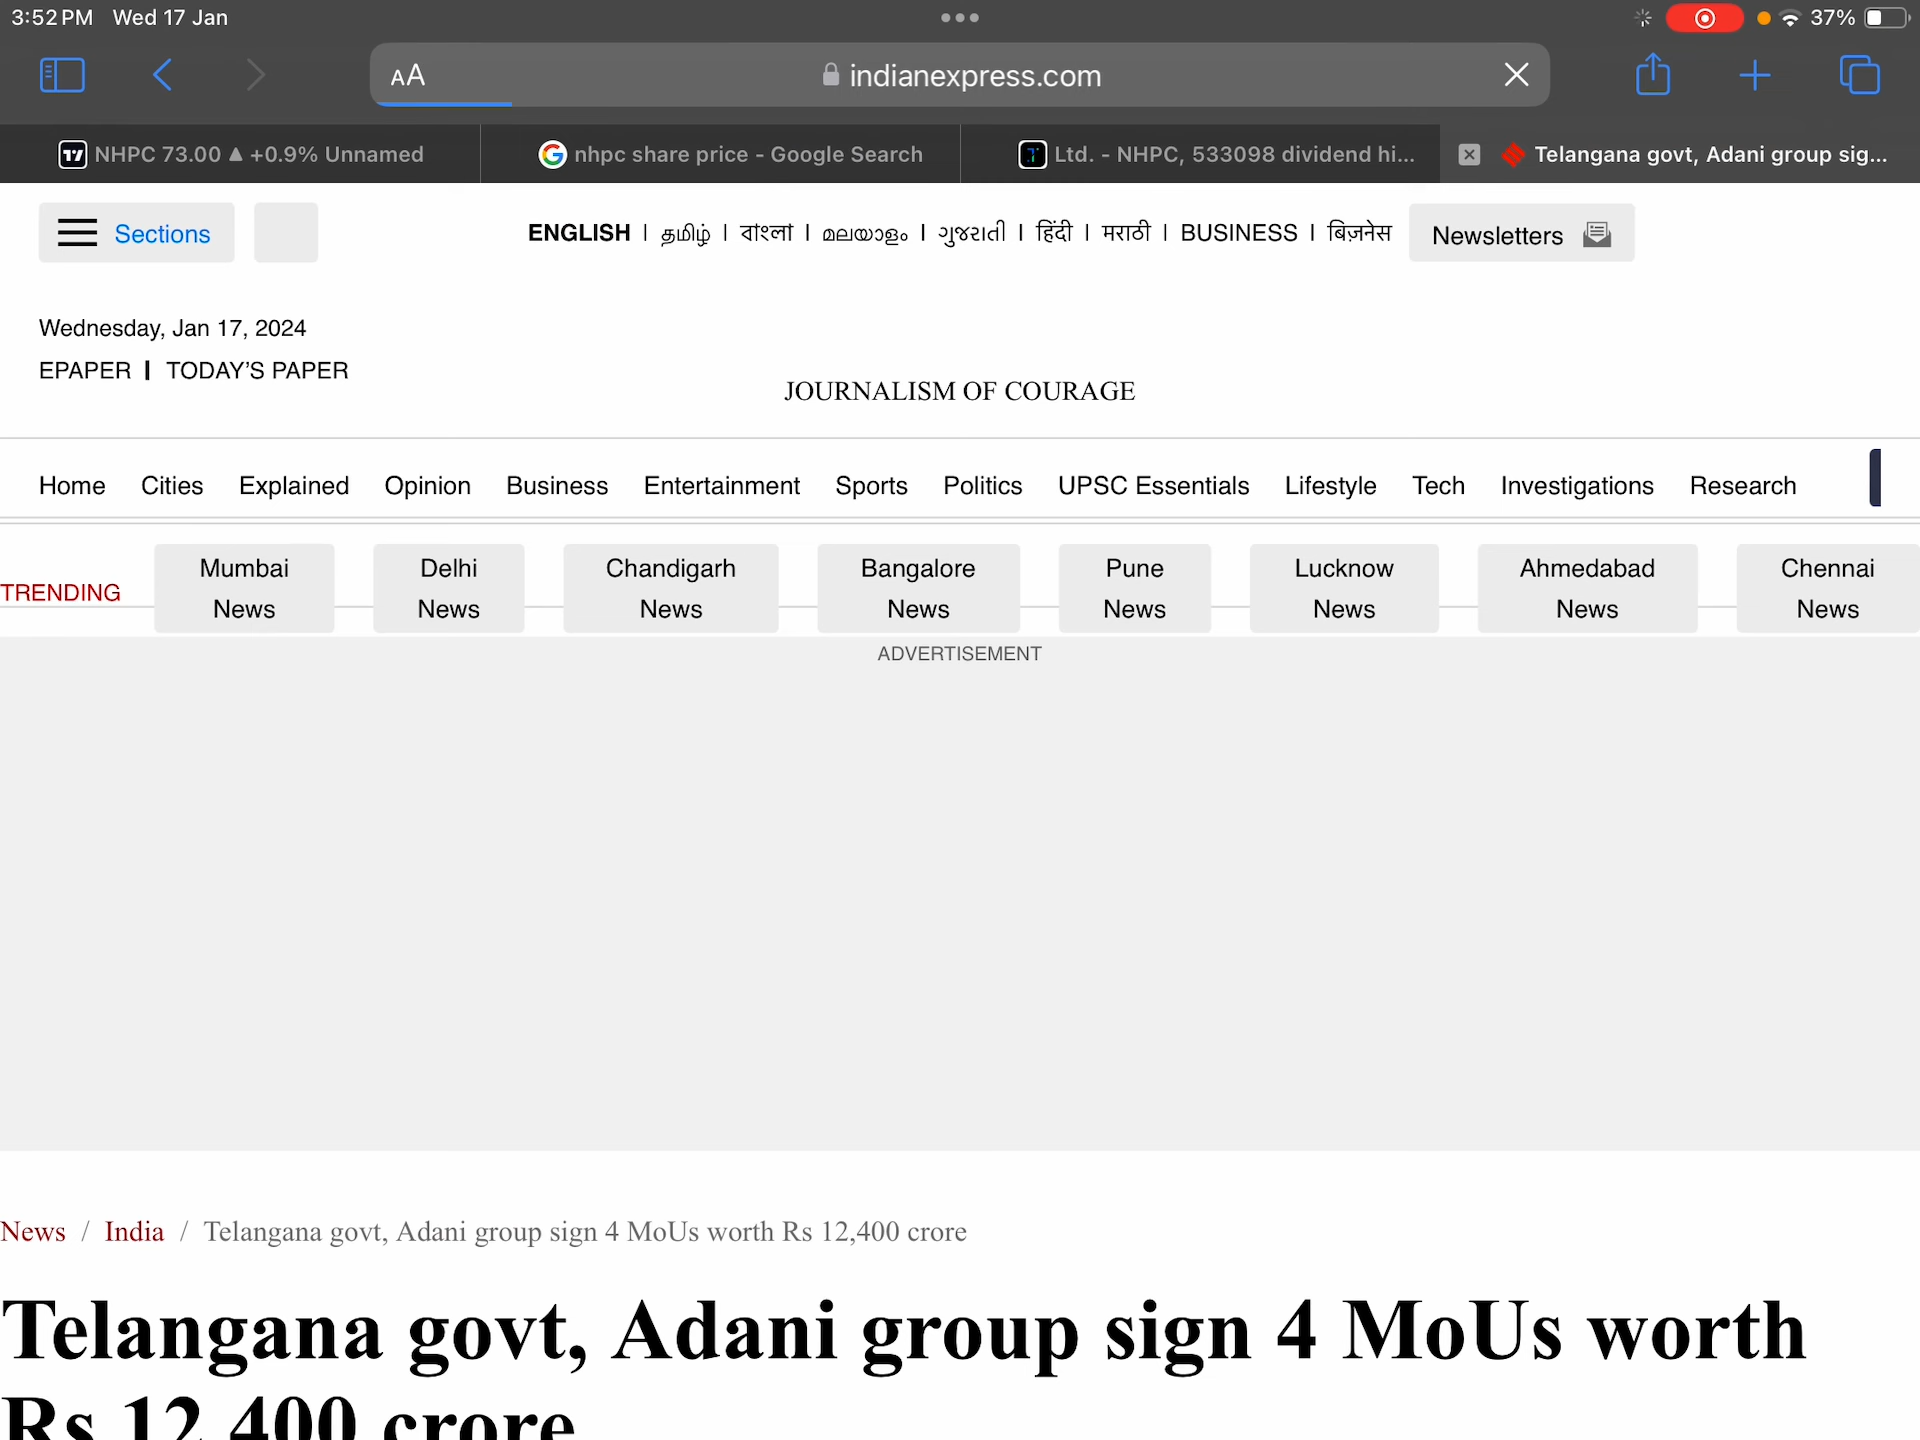 3:52 PM Wed 17 Jan
37%
AA indianexpress.com
NHPC 73.00 ▲ +0.9% Unnamed
nhpc share price - Google Search
Ltd. - NHPC, 533098 dividend hi...
Telangana govt, Adani group sig...
Sections
ENGLISH | தமிழ் | বাংলা | മലയാളം | ગુજરાતી | हिंदी | मराठी | BUSINESS | बिज़नेस
Newsletters
Wednesday, Jan 17, 2024
EPAPER | TODAY'S PAPER
JOURNALISM OF COURAGE
Home Cities Explained Opinion Business Entertainment Sports Politics UPSC Essentials Lifestyle Tech Investigations Research
TRENDING
Mumbai
News
Delhi
News
Chandigarh
News
Bangalore
News
Pune
News
Lucknow
News
Ahmedabad
News
Chennai
News
ADVERTISEMENT
News / India / Telangana govt, Adani group sign 4 MoUs worth Rs 12,400 crore
Telangana govt, Adani group sign 4 MoUs worth
Rs 12,400 crore